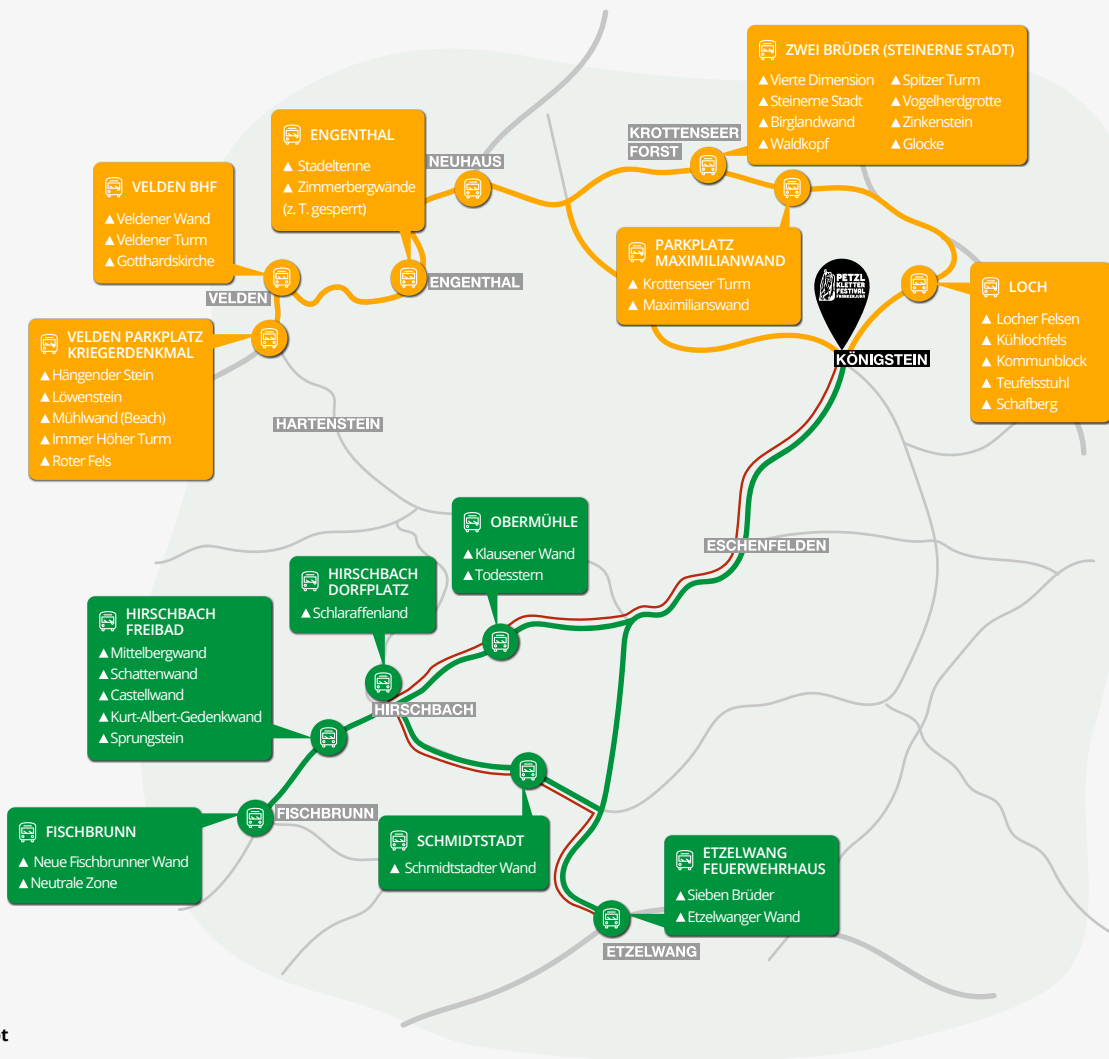 ZWEI BRÜDER (STEINERNE STADT)
▲ Vierte Dimension
▲ Steinerne Stadt
▲ Birglandwand
▲ Waldkopf
▲ Spitzer Turm
▲ Vogelherdgrotte
▲ Zinkenstein
▲ Glocke
KROTTENSEER
FORST
ENGENTHAL
▲ Stadeltenne
▲ Zimmerbergwände
(z. T. gesperrt)
NEUHAUS
VELDEN BHF
▲ Veldener Wand
▲ Veldener Turm
▲ Gotthardskirche
PARKPLATZ
MAXIMILIANWAND
▲ Krottenseer Turm
▲ Maximilianswand
PETZL
KLETTER
FESTIVAL
FRANKENJURA
ENGENTHAL
VELDEN
LOCH
▲ Locher Felsen
▲ Kühlochfels
▲ Kommunblock
▲ Teufelsstuhl
▲ Schafberg
VELDEN PARKPLATZ
KRIEGERDENKMAL
▲ Hängender Stein
▲ Löwenstein
▲ Mühlwand (Beach)
▲ Immer Höher Turm
▲ Roter Fels
KÖNIGSTEIN
HARTENSTEIN
OBERMÜHLE
▲ Klausener Wand
▲ Todesstern
ESCHENFELDEN
HIRSCHBACH
DORFPLATZ
▲ Schlaraffenland
HIRSCHBACH
FREIBAD
▲ Mittelbergwand
▲ Schattenwand
▲ Castellwand
▲ Kurt-Albert-Gedenkwand
▲ Sprungstein
HIRSCHBACH
FISCHBRUNN
FISCHBRUNN
▲ Neue Fischbrunner Wand
▲ Neutrale Zone
SCHMIDTSTADT
▲ Schmidtstadter Wand
ETZELWANG
FEUERWEHRHAUS
▲ Sieben Brüder
▲ Etzelwanger Wand
ETZELWANG